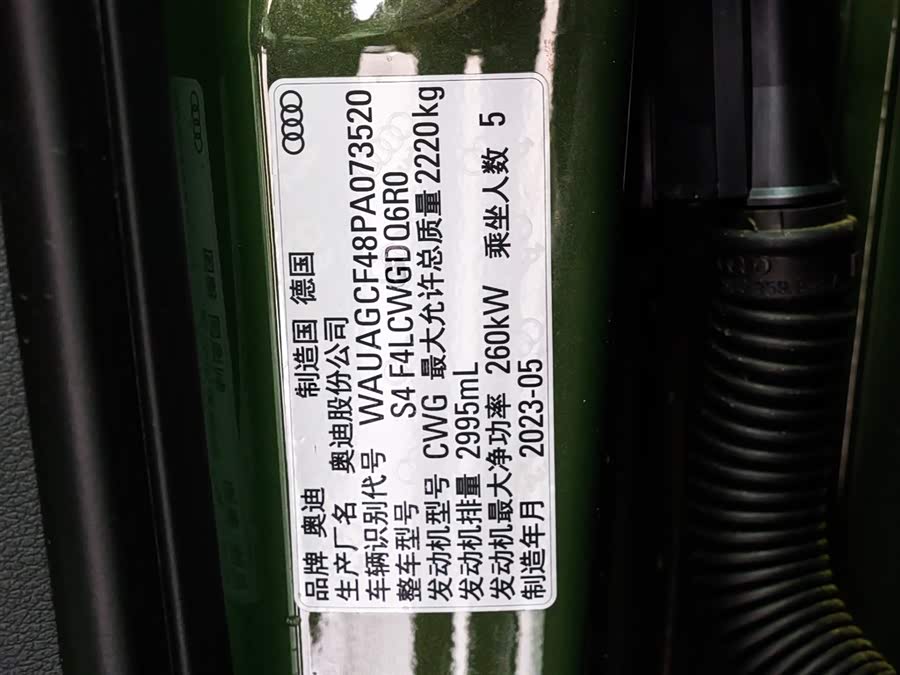 品牌 奥迪 制造国 德国
生产厂名 奥迪股份公司
车辆识别代号 WAUAGCF48PA073520
整车型号 S4 F4LCWGDQ6R0
发动机型号 CWG 最大允许总质量 2220kg
发动机排量 2995mL
发动机最大净功率 260kW 乘坐人数 5
制造年月 2023-05